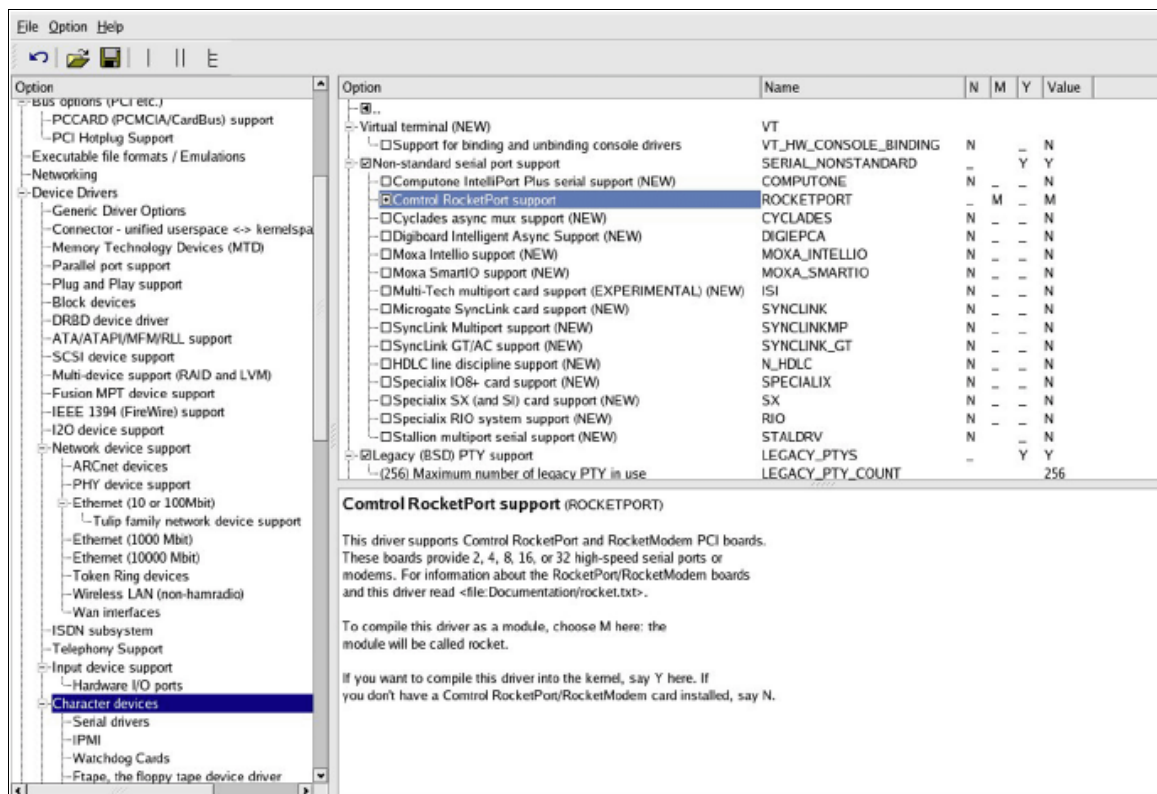 File Option Help
Option
Bus options (PCI etc.)
PCCARD (PCMCIA/CardBus) support
PCI Hotplug Support
Executable file formats / Emulations
Networking
Device Drivers
Generic Driver Options
Connector - unified userspace <-> kernelspa
Memory Technology Devices (MTD)
Parallel port support
Plug and Play support
Block devices
DRBD device driver
ATA/ATAPI/MFM/RLL support
SCSI device support
Multi-device support (RAID and LVM)
Fusion MPT device support
IEEE 1394 (FireWire) support
I2O device support
Network device support
ARCnet devices
PHY device support
Ethernet (10 or 100Mbit)
Tulip family network device support
Ethernet (1000 Mbit)
Ethernet (10000 Mbit)
Token Ring devices
Wireless LAN (non-hamradio)
Wan interfaces
ISDN subsystem
Telephony Support
Input device support
Hardware I/O ports
Character devices
Serial drivers
IPMI
Watchdog Cards
Ftape, the floppy tape device driver
Option Name N M Y Value
..
Virtual terminal (NEW) VT
Support for binding and unbinding console drivers VT_HW_CONSOLE_BINDING N _ N
Non-standard serial port support SERIAL_NONSTANDARD _ Y Y
Computone IntelliPort Plus serial support (NEW) COMPUTONE N _ _ N
Comtrol RocketPort support ROCKETPORT _ M _ M
Cyclades async mux support (NEW) CYCLADES N _ _ N
Digiboard Intelligent Async Support (NEW) DIGIEPCA N _ _ N
Moxa Intellio support (NEW) MOXA_INTELLIO N _ _ N
Moxa SmartIO support (NEW) MOXA_SMARTIO N _ _ N
Multi-Tech multiport card support (EXPERIMENTAL) (NEW) ISI N _ _ N
Microgate SyncLink card support (NEW) SYNCLINK N _ _ N
SyncLink Multiport support (NEW) SYNCLINKMP N _ _ N
SyncLink GT/AC support (NEW) SYNCLINK_GT N _ _ N
HDLC line discipline support (NEW) N_HDLC N _ _ N
Specialix IO8+ card support (NEW) SPECIALIX N _ _ N
Specialix SX (and SI) card support (NEW) SX N _ _ N
Specialix RIO system support (NEW) RIO N _ _ N
Stallion multiport serial support (NEW) STALDRV N _ N
Legacy (BSD) PTY support LEGACY_PTYS _ Y Y
(256) Maximum number of legacy PTY in use LEGACY_PTY_COUNT 256
Comtrol RocketPort support (ROCKETPORT)
This driver supports Comtrol RocketPort and RocketModem PCI boards.
These boards provide 2, 4, 8, 16, or 32 high-speed serial ports or
modems. For information about the RocketPort/RocketModem boards
and this driver read <file:Documentation/rocket.txt>.
To compile this driver as a module, choose M here: the
module will be called rocket.
If you want to compile this driver into the kernel, say Y here. If
you don't have a Comtrol RocketPort/RocketModem card installed, say N.